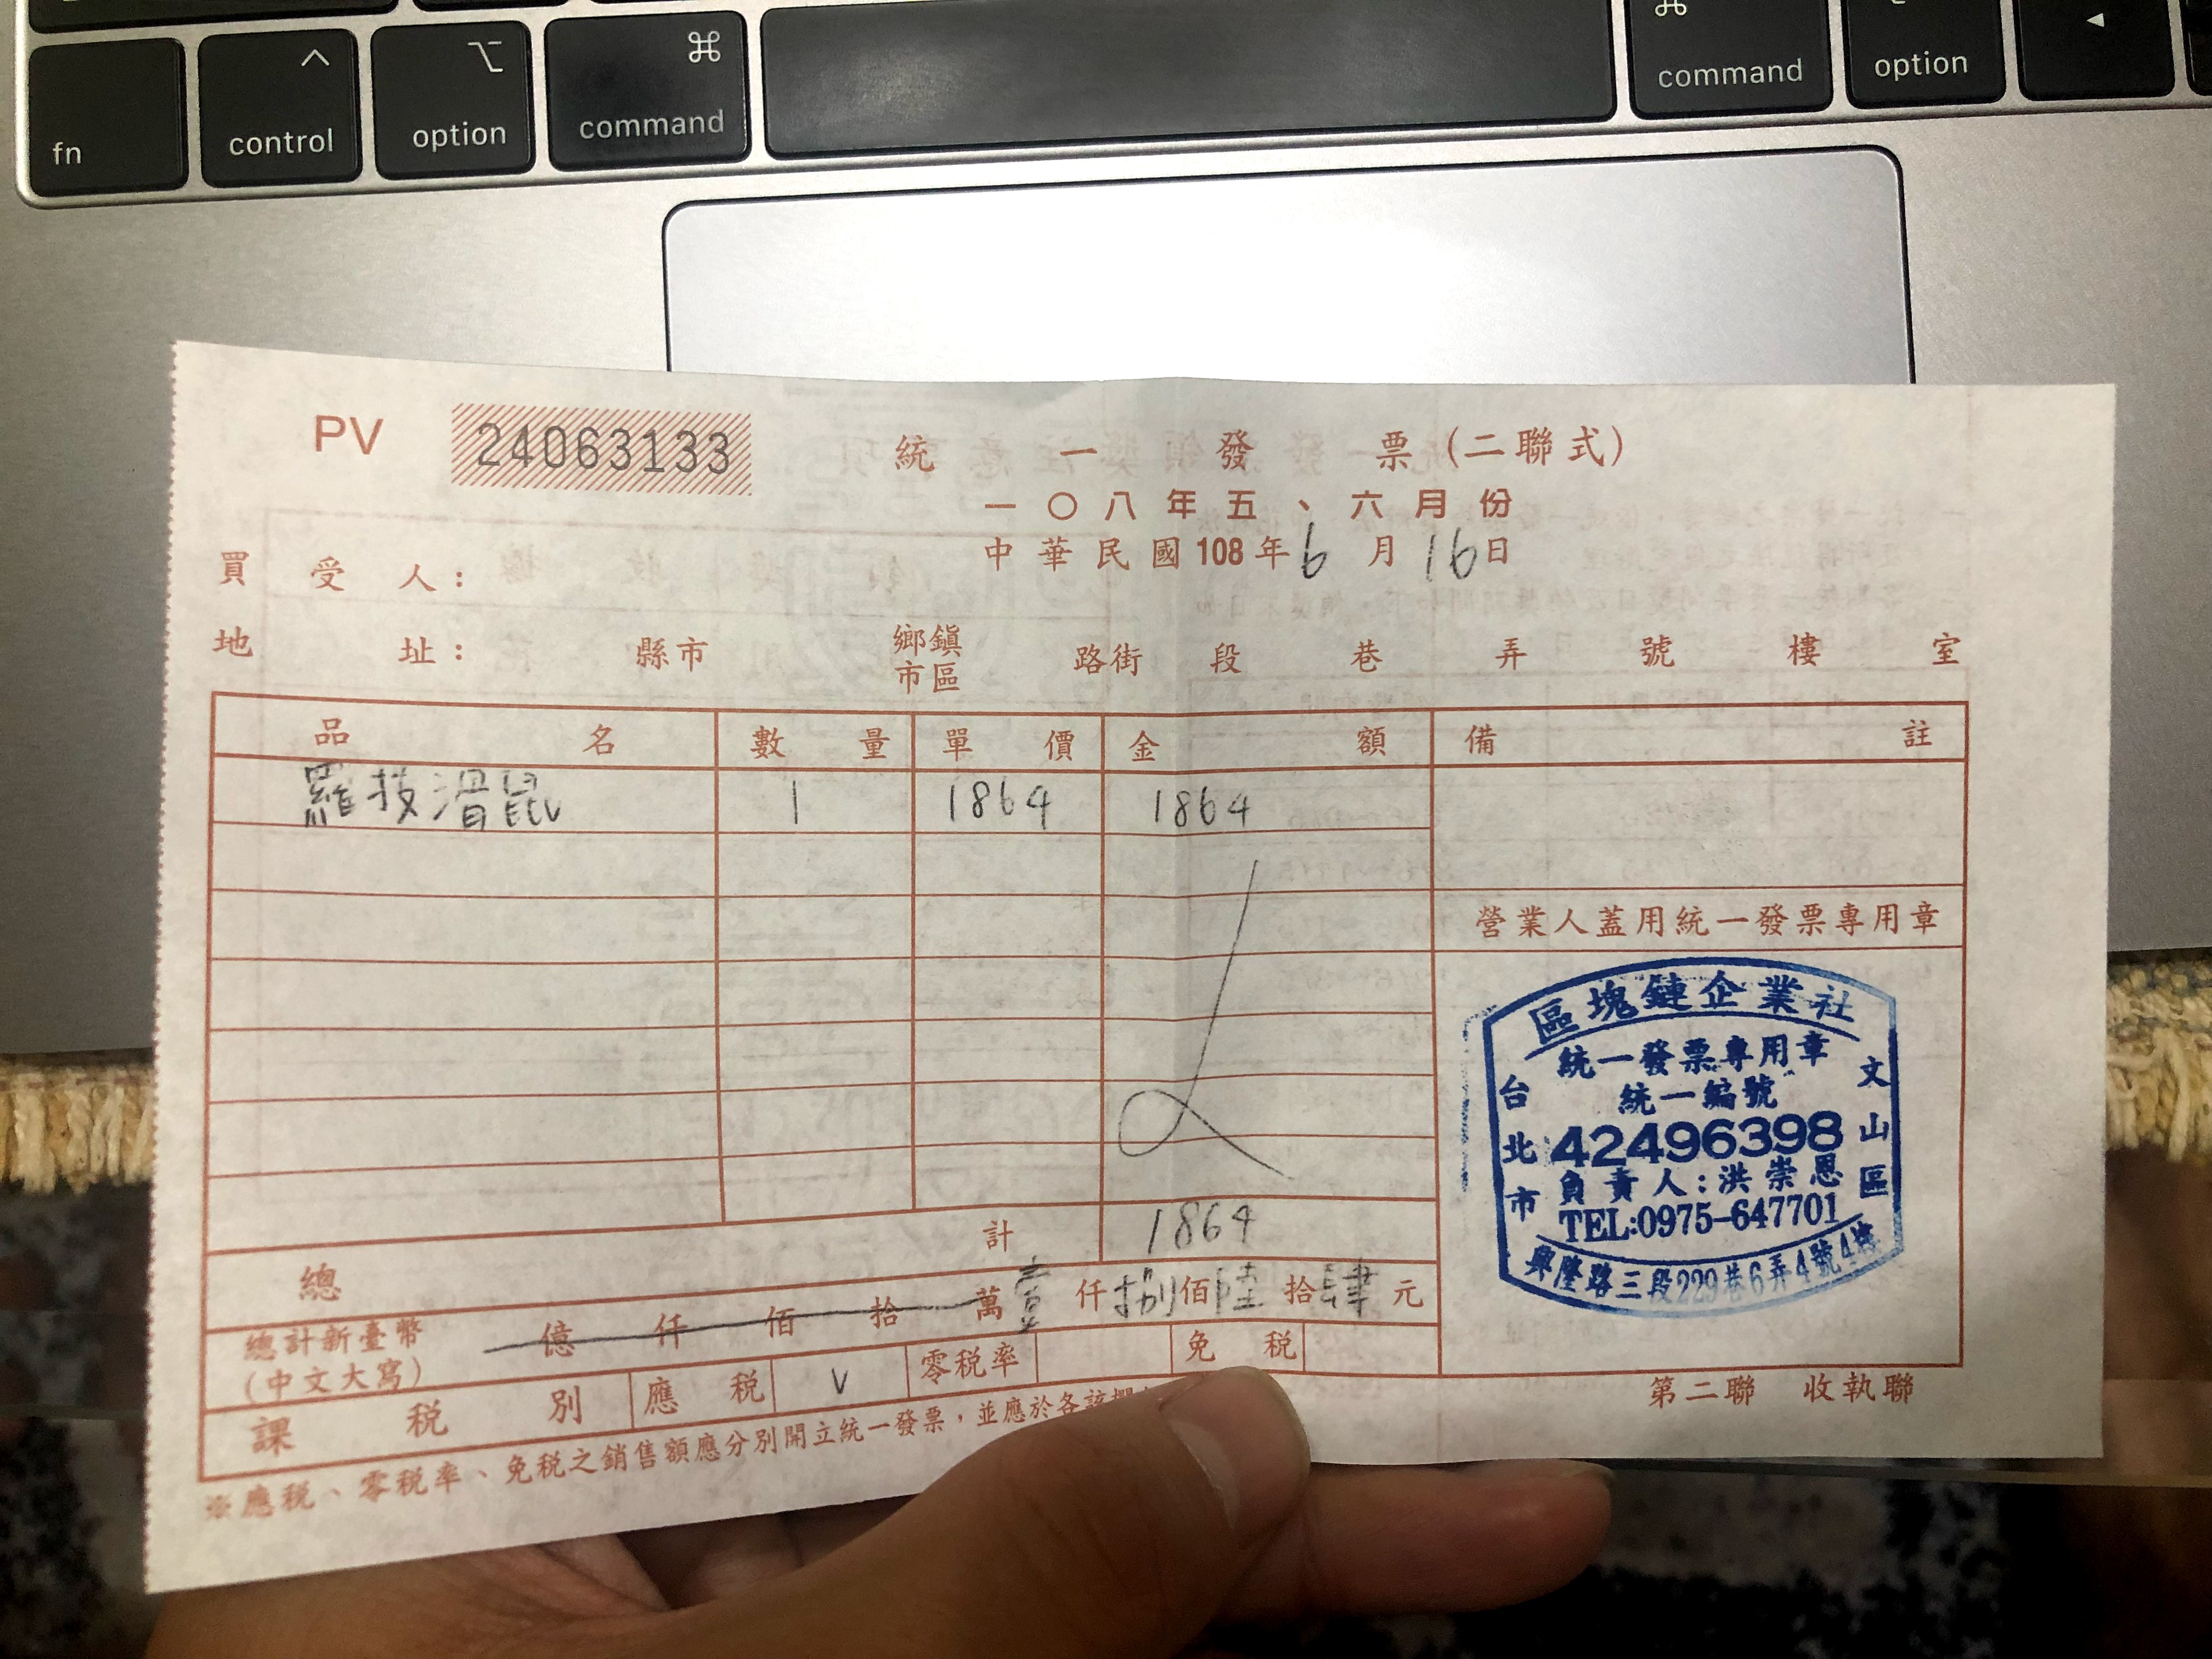 ⌘
command
option
◂
fn
^
control
⌥
option
⌘
command
PV 24063133 統一發票(二聯式)
一〇八年五、六月份
中華民國108年6月16日
買受人:
地址: 縣市 鄉鎮市區 路街 段 巷 弄 號 樓 室
品名 數量 單價 金額 備註
羅技滑鼠 1 1864 1864
營業人蓋用統一發票專用章
區塊鏈企業社
統一發票專用章
統一編號
42496398
負責人:洪崇恩
TEL:0975-647701
台北市
文山區
興隆路三段229巷6弄4號4樓
總計 1864
總計新臺幣(中文大寫) 億仟佰拾萬壹仟捌佰陸拾肆元
課稅別 應稅 V 零稅率 免稅
※應稅、零稅率、免稅之銷售額應分別開立統一發票,並應於各該欄
第二聯 收執聯